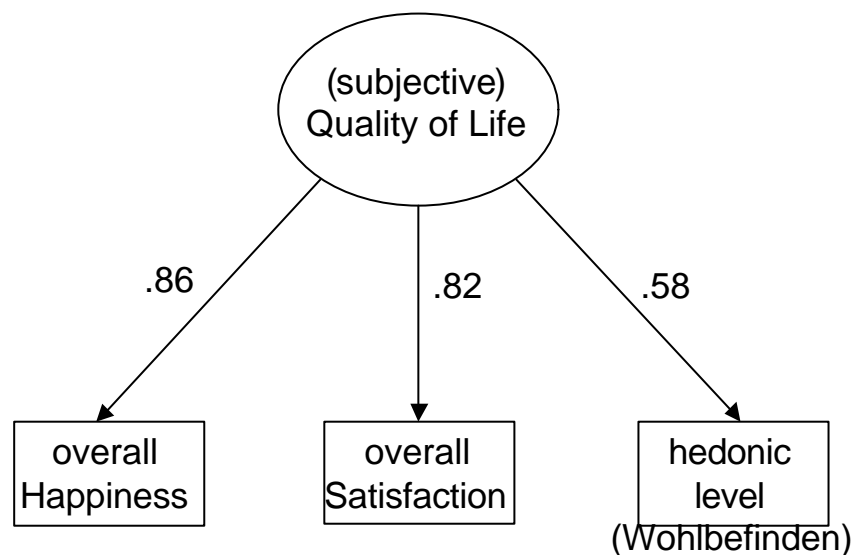 (subjective)
Quality of Life
.86
.82
.58
overall
Happiness
overall
Satisfaction
hedonic
level
(Wohlbefinden)